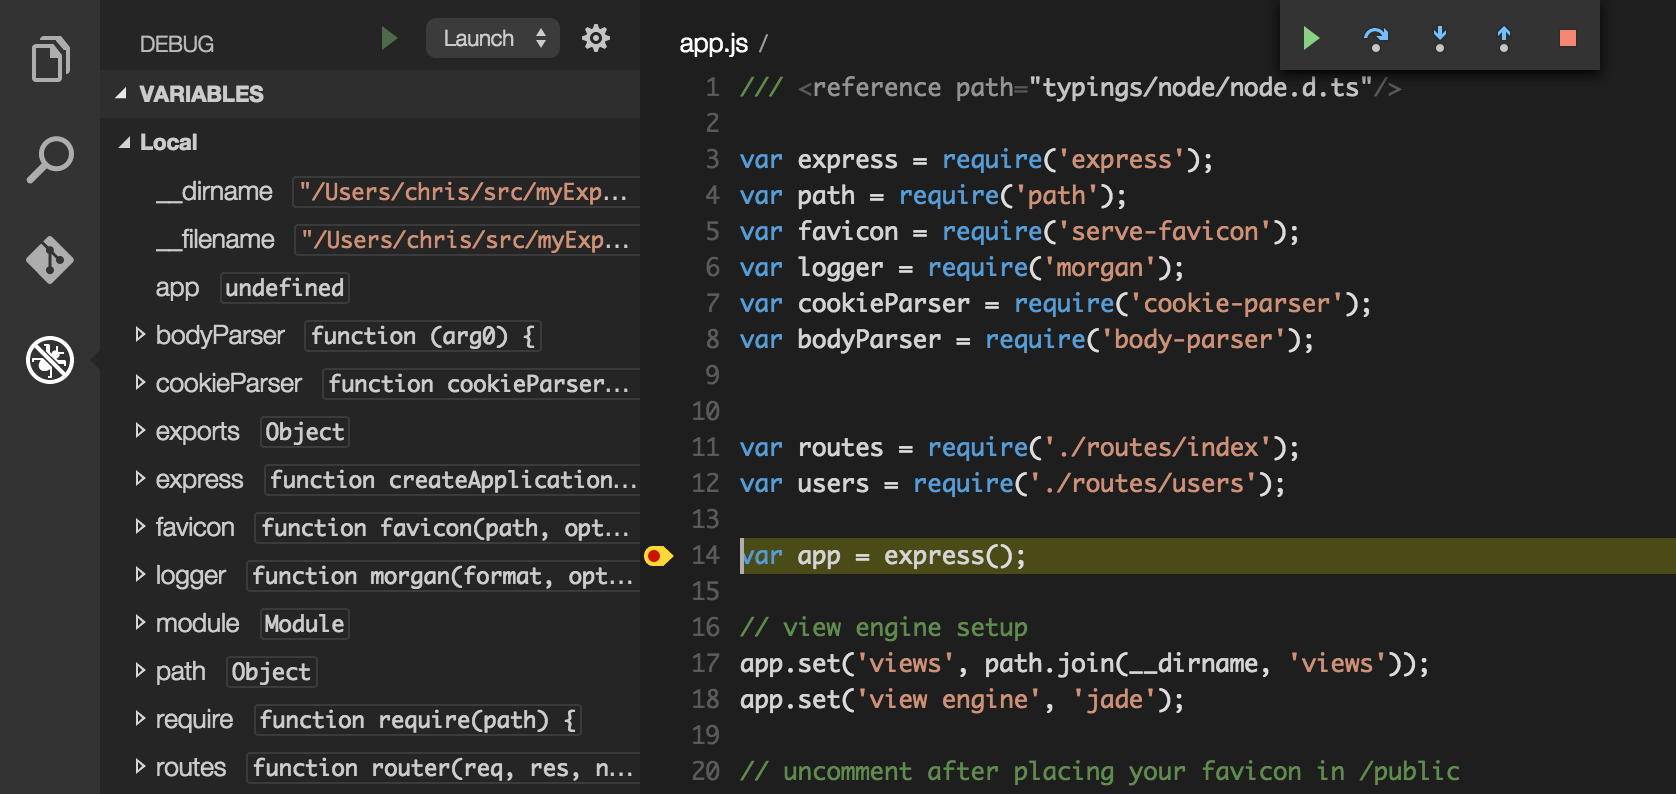 DEBUG
Launch
VARIABLES
Local
__dirname "/Users/chris/src/myExp...
__filename "/Users/chris/src/myExp...
app undefined
bodyParser function (arg0) {
cookieParser function cookieParser...
exports Object
express function createApplication...
favicon function favicon(path, opt...
logger function morgan(format, opt...
module Module
path Object
require function require(path) {
routes function router(req, res, n...
app.js /
1 /// <reference path="typings/node/node.d.ts"/>
2
3 var express = require('express');
4 var path = require('path');
5 var favicon = require('serve-favicon');
6 var logger = require('morgan');
7 var cookieParser = require('cookie-parser');
8 var bodyParser = require('body-parser');
9
10
11 var routes = require('./routes/index');
12 var users = require('./routes/users');
13
14 var app = express();
15
16 // view engine setup
17 app.set('views', path.join(__dirname, 'views'));
18 app.set('view engine', 'jade');
19
20 // uncomment after placing your favicon in /public